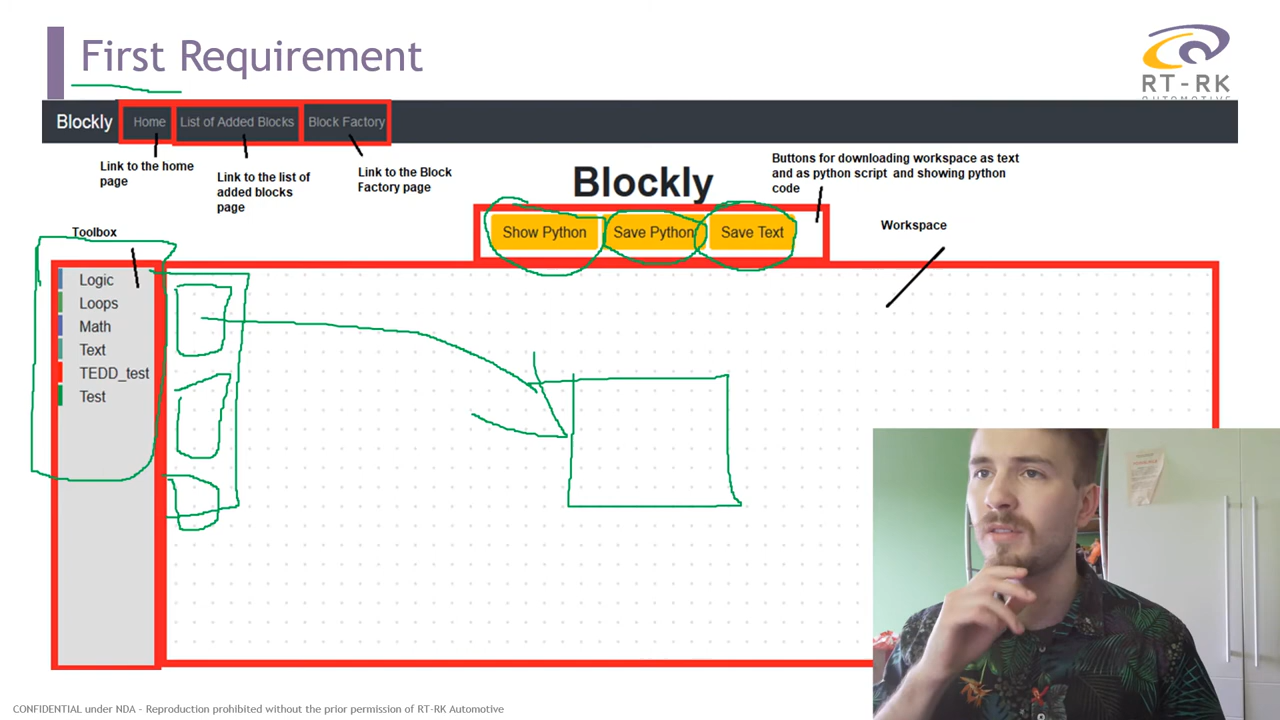 First Requirement
RT-RK
AUTOMOTIVE
Blockly Home List of Added Blocks Block Factory
Link to the home
page
Link to the list of
added blocks
page
Link to the Block
Factory page
Blockly
Buttons for downloading workspace as text
and as python script and showing python
code
Show Python Save Python Save Text
Workspace
Toolbox
Logic
Loops
Math
Text
TEDD_test
Test
CONFIDENTIAL under NDA – Reproduction prohibited without the prior permission of RT-RK Automotive